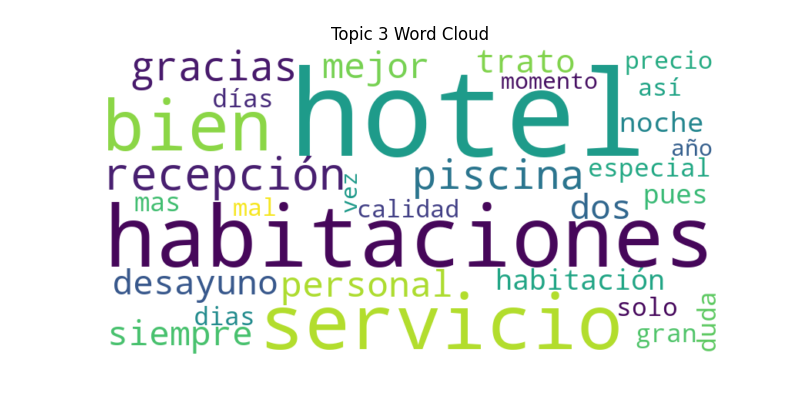 Topic 3 Word Cloud
gracias mejor trato precio
días hotel momento así
bien noche
año
recepción vez piscina especial
mas mal calidad dos pues
habitaciones
desayuno personal habitación
dias servicio solo
siempre gran duda